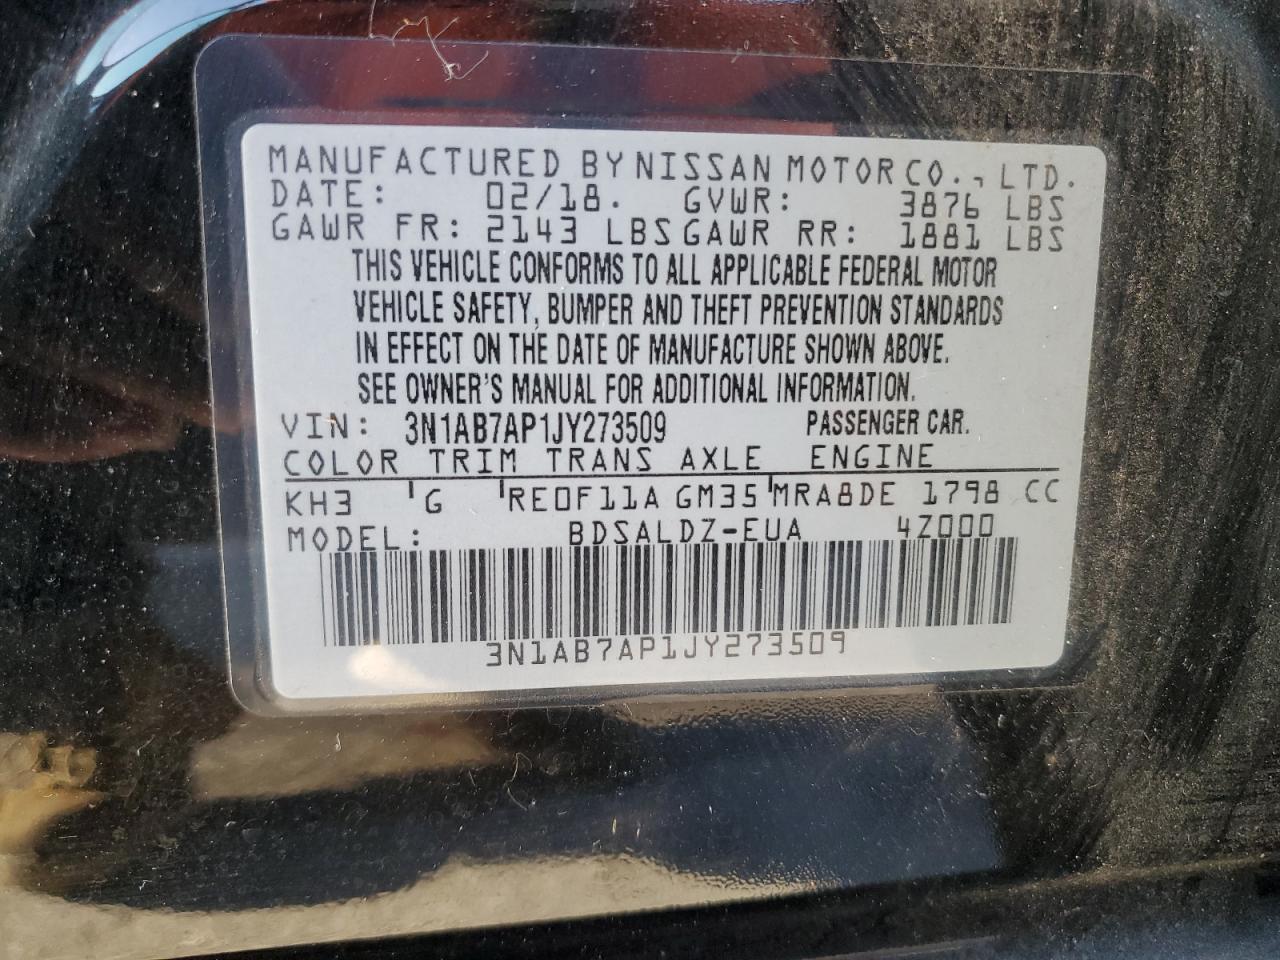 MANUFACTURED BY NISSAN MOTOR CO., LTD.
DATE: 02/18. GVWR: 3876 LBS
GAWR FR: 2143 LBS GAWR RR: 1881 LBS
THIS VEHICLE CONFORMS TO ALL APPLICABLE FEDERAL MOTOR
VEHICLE SAFETY, BUMPER AND THEFT PREVENTION STANDARDS
IN EFFECT ON THE DATE OF MANUFACTURE SHOWN ABOVE.
SEE OWNER'S MANUAL FOR ADDITIONAL INFORMATION.
VIN: 3N1AB7AP1JY273509 PASSENGER CAR.
COLOR TRIM TRANS AXLE ENGINE
KH3 G RE0F11A GM35 MRA8DE 1798 CC
MODEL: BDSALDZ-EUA 4Z000
3N1AB7AP1JY273509